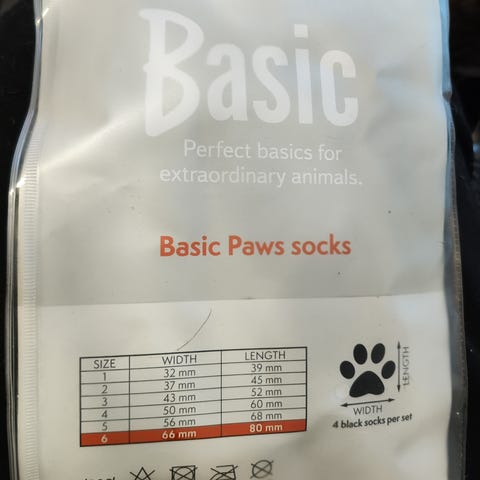 Basic
Perfect basics for
extraordinary animals.
Basic Paws socks
SIZE WIDTH LENGTH
1 32 mm 39 mm
2 37 mm 45 mm
3 43 mm 52 mm
4 50 mm 60 mm
5 56 mm 68 mm
6 66 mm 80 mm
LENGTH
WIDTH
4 black socks per set